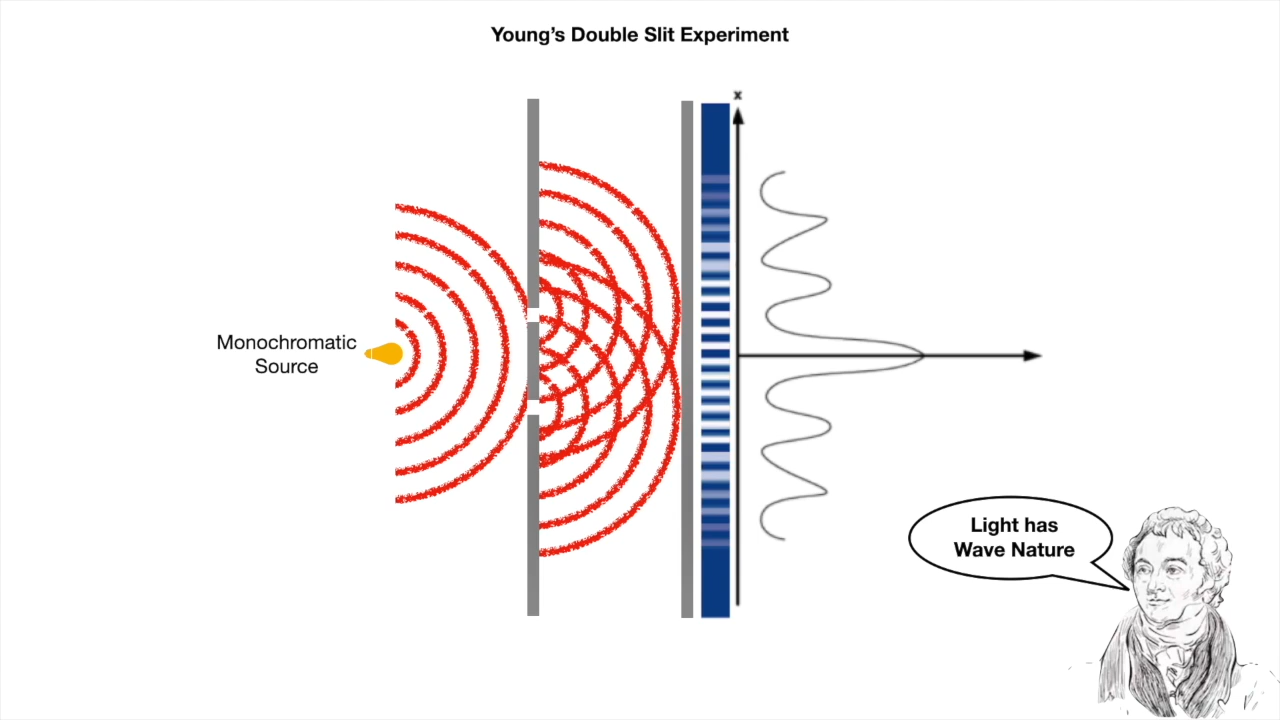 Young’s Double Slit Experiment
x
Monochromatic
Source
Light has
Wave Nature